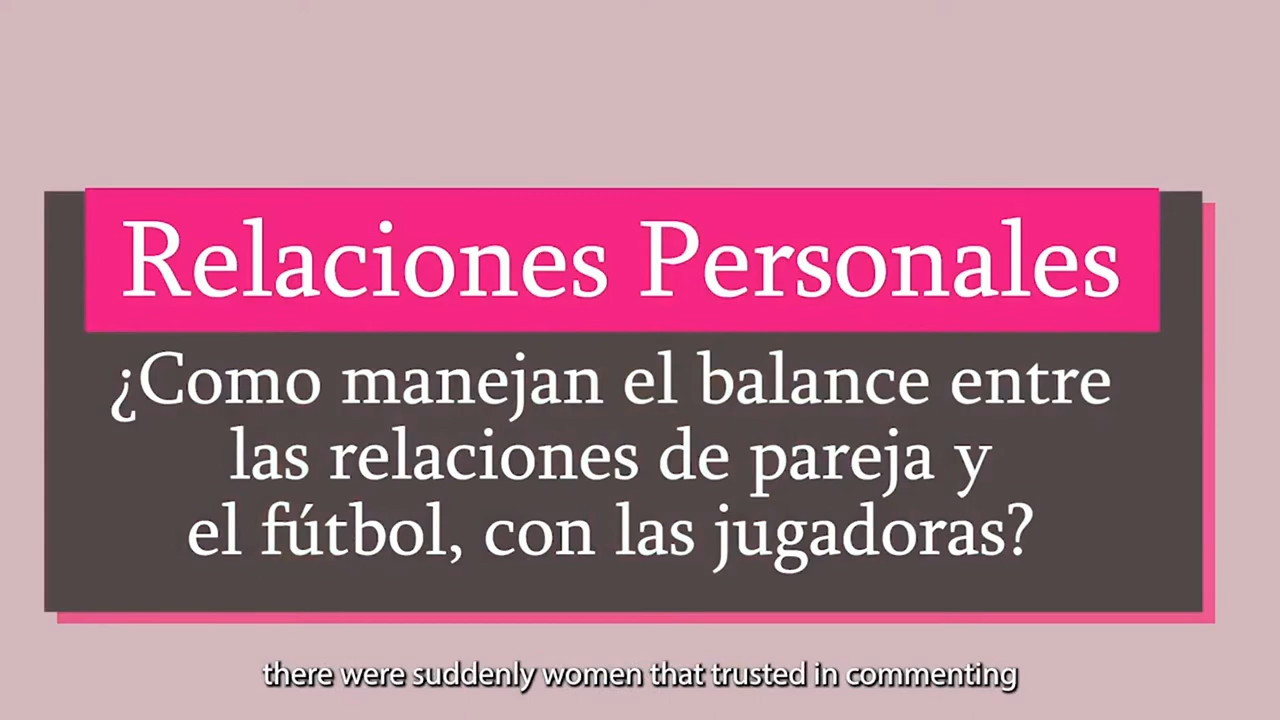 Relaciones Personales
¿Como manejan el balance entre
las relaciones de pareja y
el fútbol, con las jugadoras?
there were suddenly women that trusted in commenting